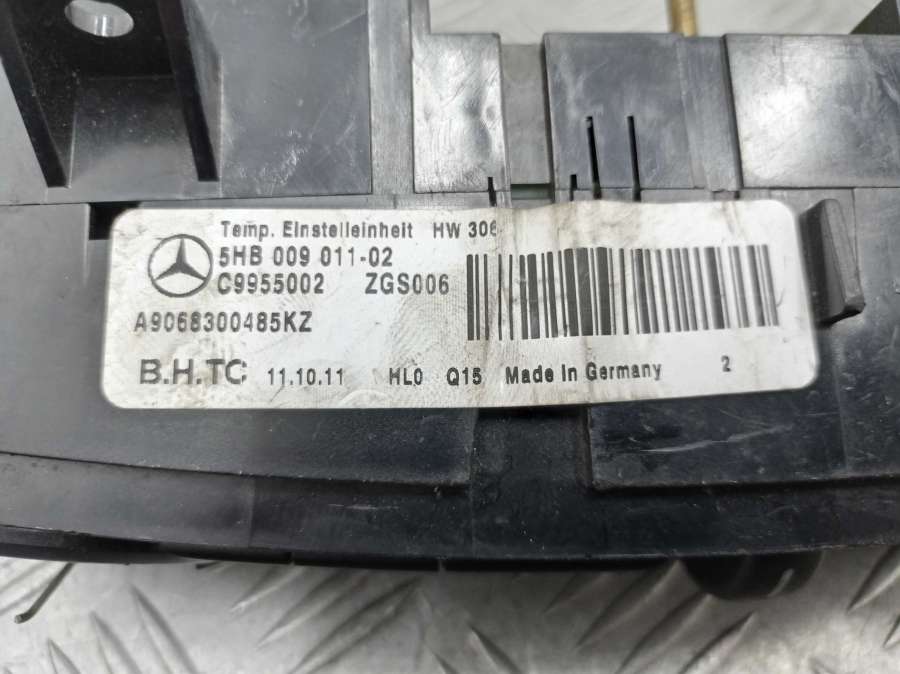 Temp. Einstelleinheit HW 306
5HB 009 011-02
C9955002 ZGS006
A9068300485KZ
B.H.TC 11.10.11 HL0 Q15 Made in Germany 2